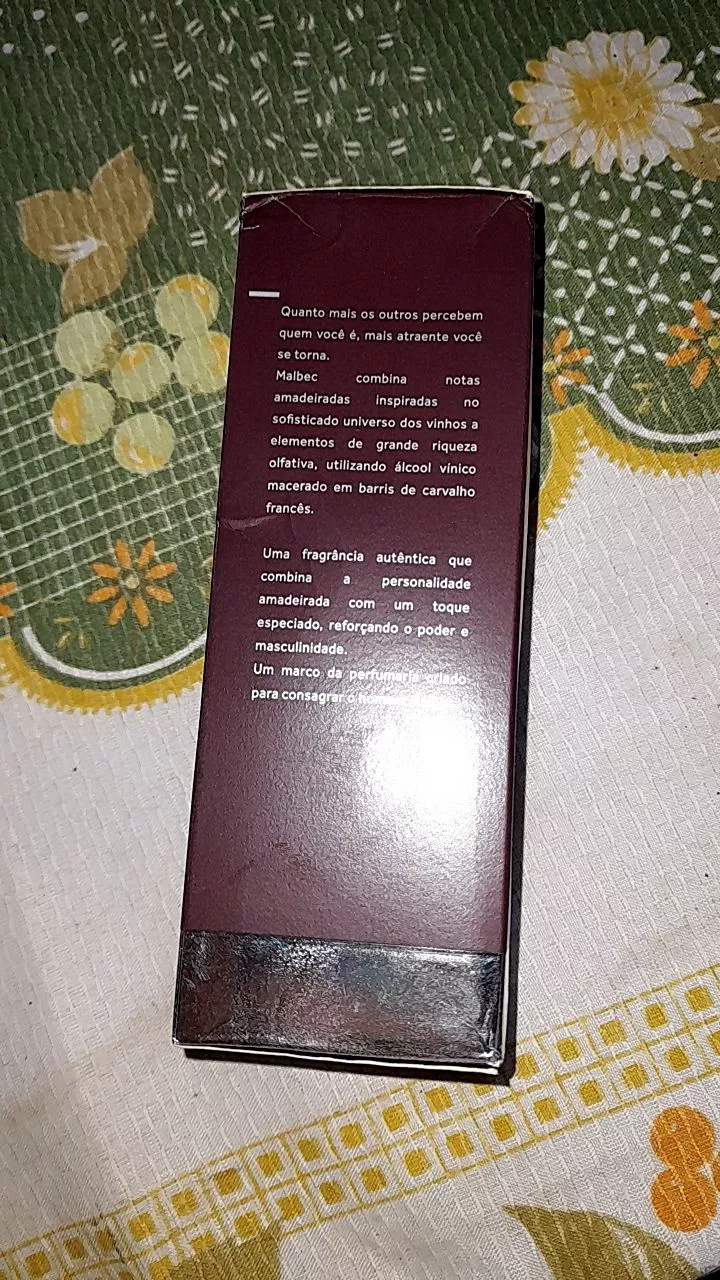 Quanto mais os outros percebem
quem você é, mais atraente você
se torna.
Malbec combina notas
amadeiradas inspiradas no
sofisticado universo dos vinhos a
elementos de grande riqueza
olfativa, utilizando álcool vínico
macerado em barris de carvalho
francês.
Uma fragrância autêntica que
combina a personalidade
amadeirada com um toque
especiado, reforçando o poder e
masculinidade.
Um marco da perfumaria criado
para consagrar o